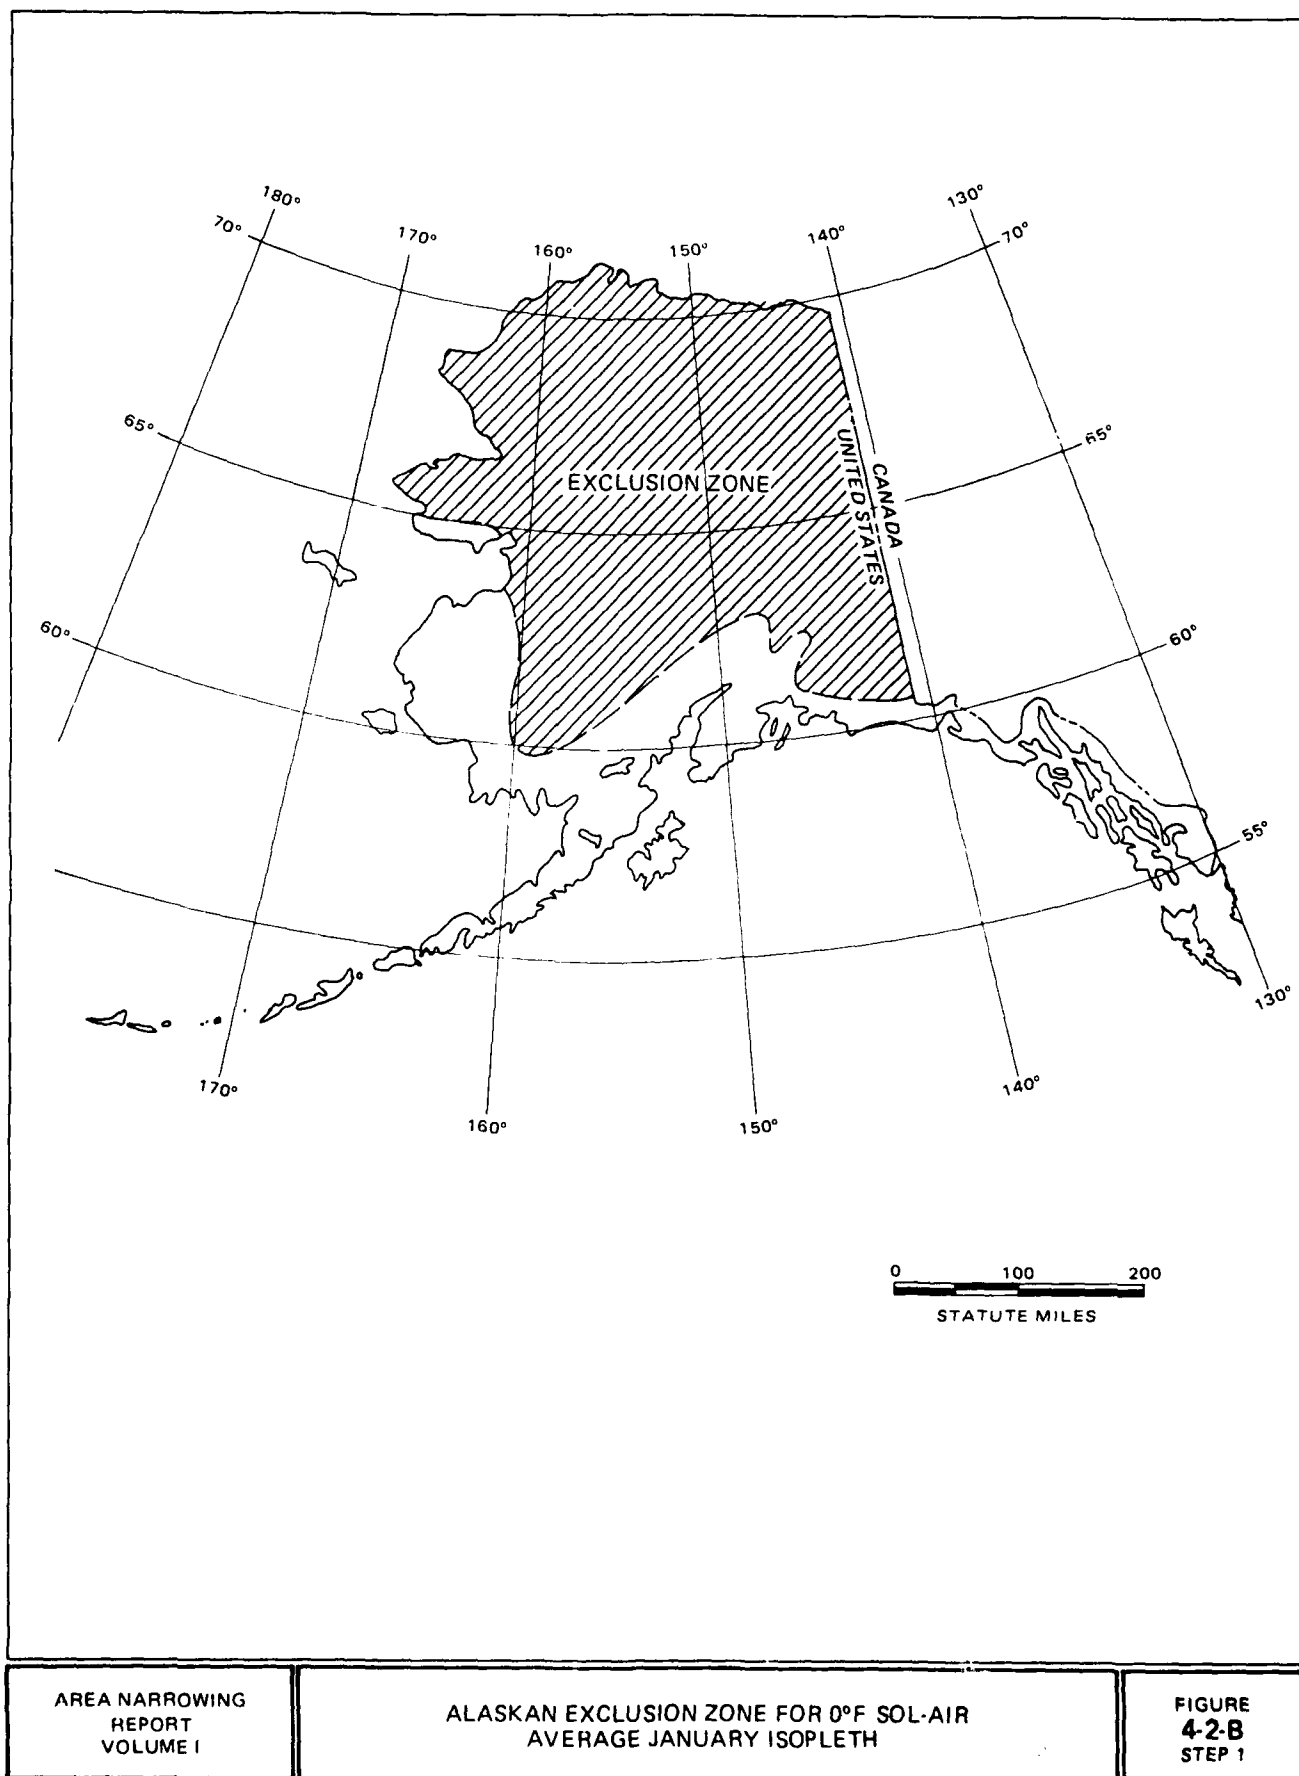 180°
130°
70°
170°
160°
150°
140°
70°
65°
65°
EXCLUSION ZONE
CANADA
UNITED STATES
60°
60°
55°
130°
170°
160°
150°
140°
0 100 200
STATUTE MILES
AREA NARROWING
REPORT
VOLUME I
ALASKAN EXCLUSION ZONE FOR 0°F SOL-AIR
AVERAGE JANUARY ISOPLETH
FIGURE
4-2-B
STEP 1